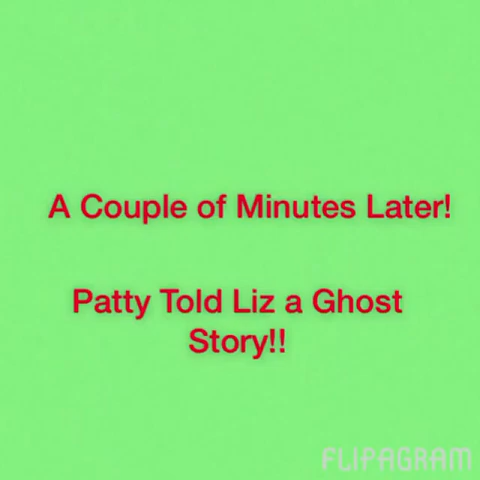 A Couple of Minutes Later!
Patty Told Liz a Ghost
Story!!
FLIPAGRAM